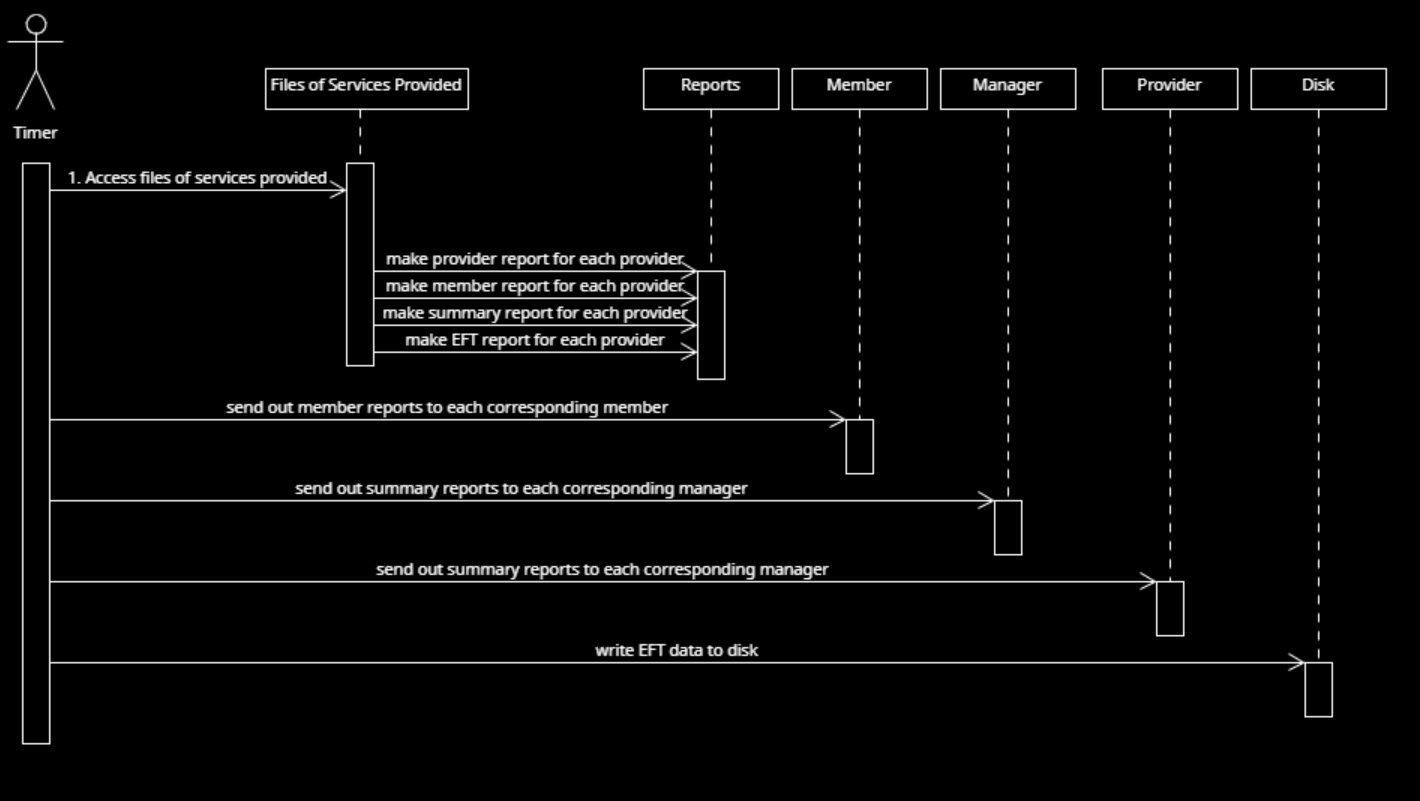 Files of Services Provided
Reports
Member
Manager
Provider
Disk
Timer
1. Access files of services provided
make provider report for each provider
make member report for each provider
make summary report for each provider
make EFT report for each provider
send out member reports to each corresponding member
send out summary reports to each corresponding manager
send out summary reports to each corresponding manager
write EFT data to disk